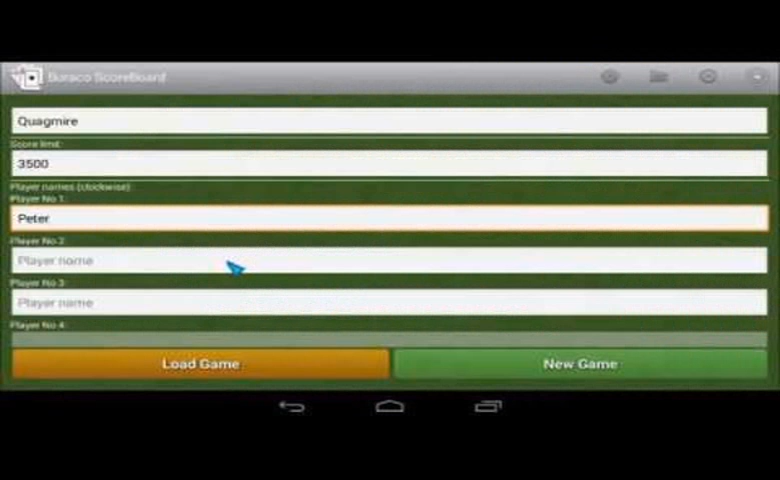 Buraco ScoreBoard
Quagmire
Score limit:
3500
Player names (clockwise):
Player No 1:
Peter
Player No 2:
Player name
Player No 3:
Player name
Player No 4:
Load Game
New Game